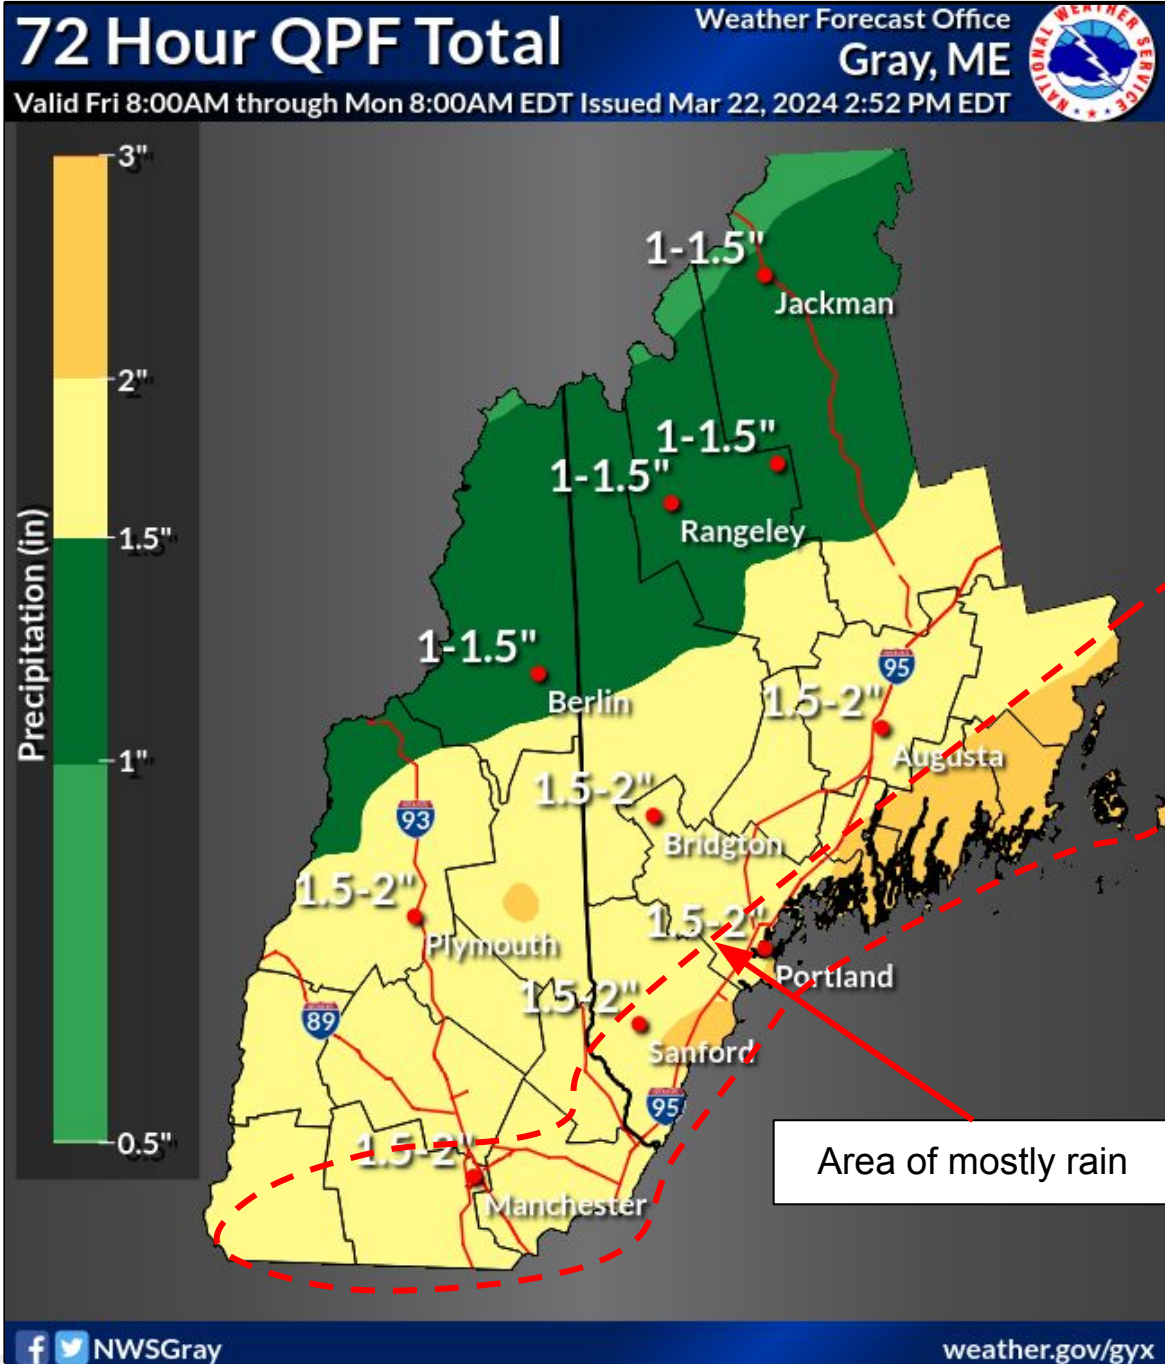 72 Hour QPF Total
Weather Forecast Office
Gray, ME
Valid Fri 8:00AM through Mon 8:00AM EDT Issued Mar 22, 2024 2:52 PM EDT
NATIONAL WEATHER SERVICE
Precipitation (in)
3"
2"
1.5"
1"
0.5"
1-1.5"
Jackman
1-1.5"
1-1.5"
Rangeley
1-1.5"
Berlin
95
1.5-2"
Augusta
1.5-2"
Bridgton
93
1.5-2"
Plymouth
1.5-2"
Portland
1.5-2"
Sanford
89
95
1.5-2"
Manchester
Area of mostly rain
NWSGray
weather.gov/gyx